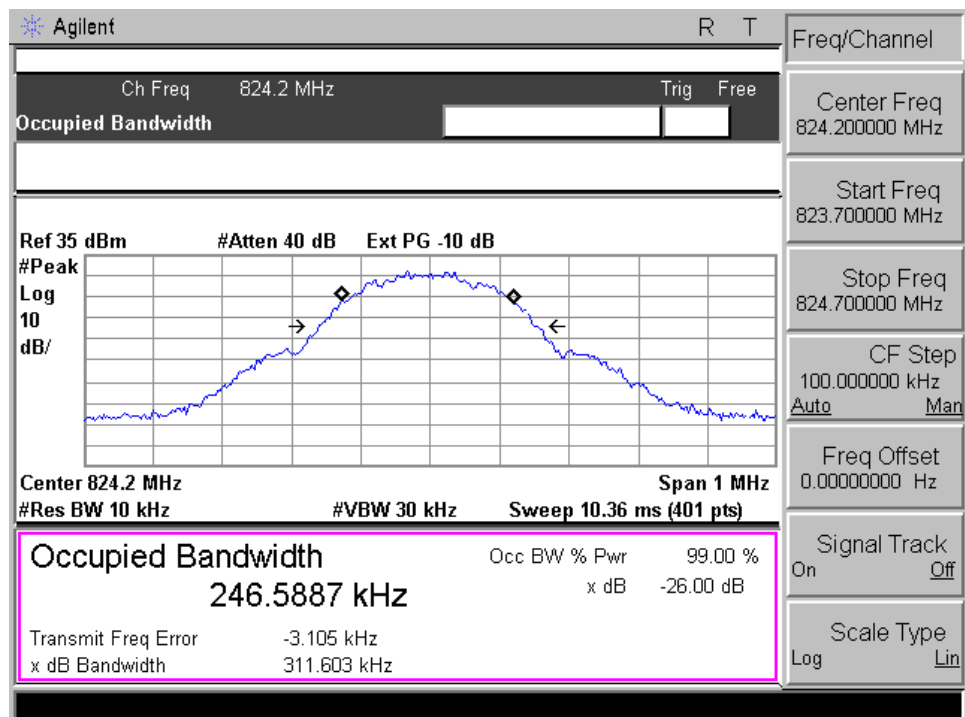 Agilent R T
Ch Freq 824.2 MHz Trig Free
Occupied Bandwidth
Ref 35 dBm #Atten 40 dB Ext PG -10 dB
#Peak
Log
10
dB/
Center 824.2 MHz Span 1 MHz
#Res BW 10 kHz #VBW 30 kHz Sweep 10.36 ms (401 pts)
Occupied Bandwidth Occ BW % Pwr 99.00 %
246.5887 kHz x dB -26.00 dB
Transmit Freq Error -3.105 kHz
x dB Bandwidth 311.603 kHz
Freq/Channel
Center Freq
824.200000 MHz
Start Freq
823.700000 MHz
Stop Freq
824.700000 MHz
CF Step
100.000000 kHz
Auto Man
Freq Offset
0.00000000 Hz
Signal Track
On Off
Scale Type
Log Lin